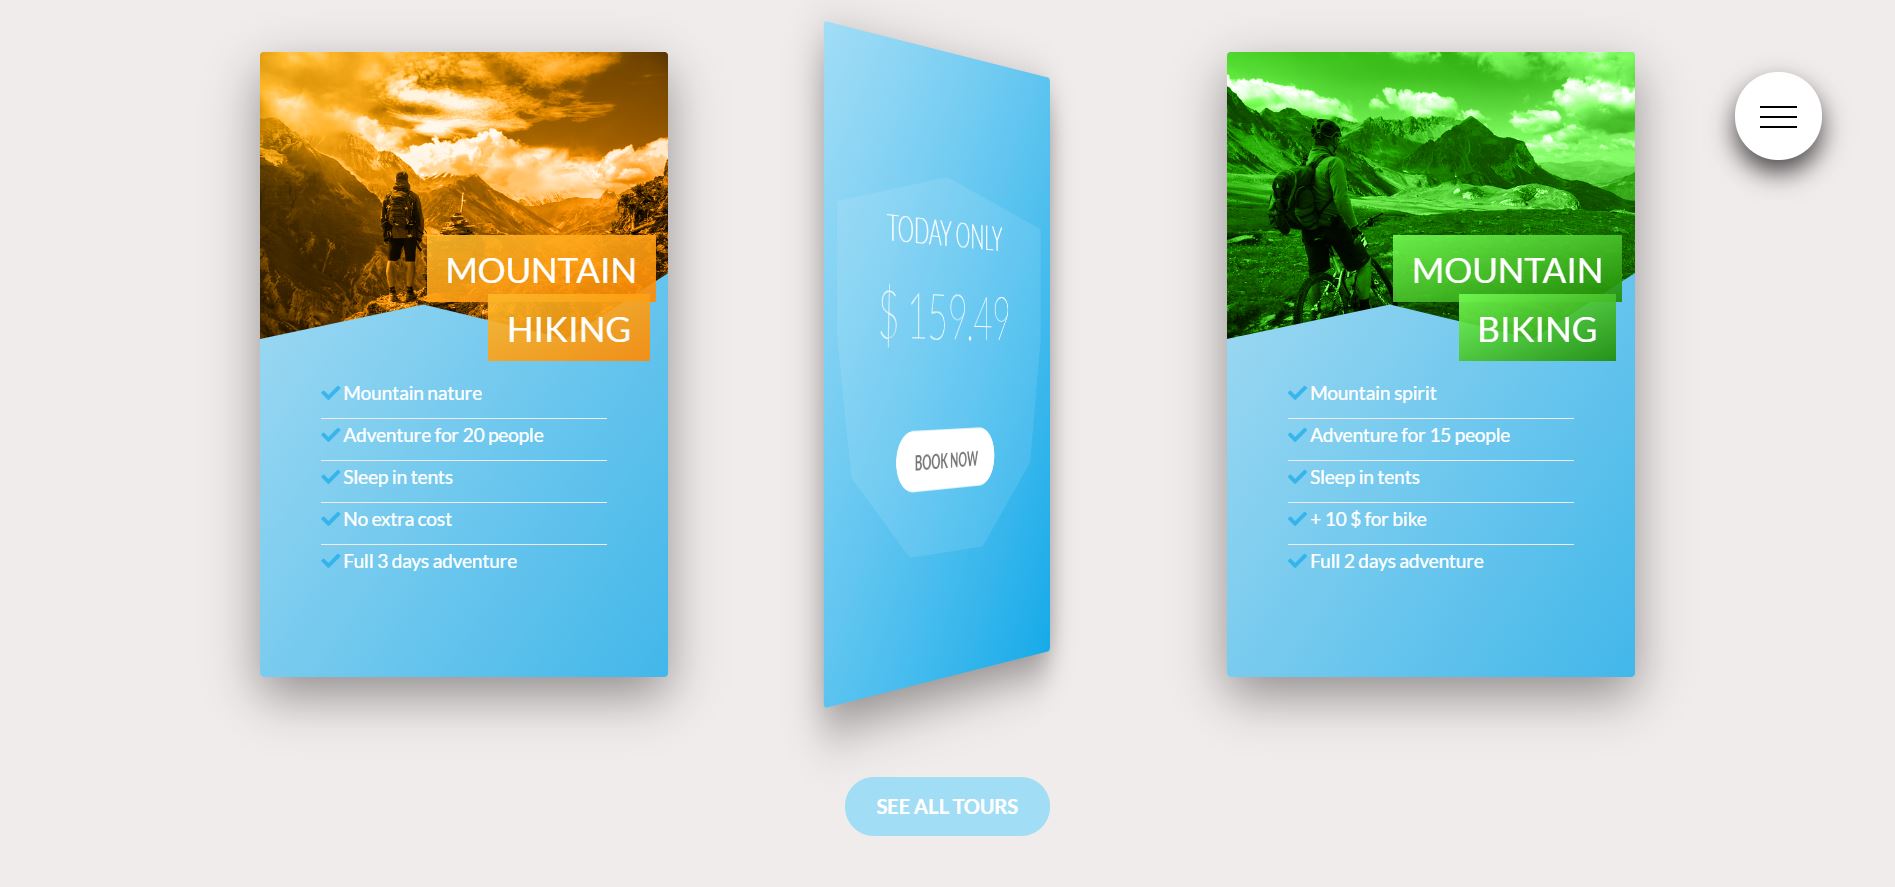 MOUNTAIN
HIKING
Mountain nature
Adventure for 20 people
Sleep in tents
No extra cost
Full 3 days adventure
TODAY ONLY
$ 159.49
BOOK NOW
MOUNTAIN
BIKING
Mountain spirit
Adventure for 15 people
Sleep in tents
+ 10 $ for bike
Full 2 days adventure
SEE ALL TOURS